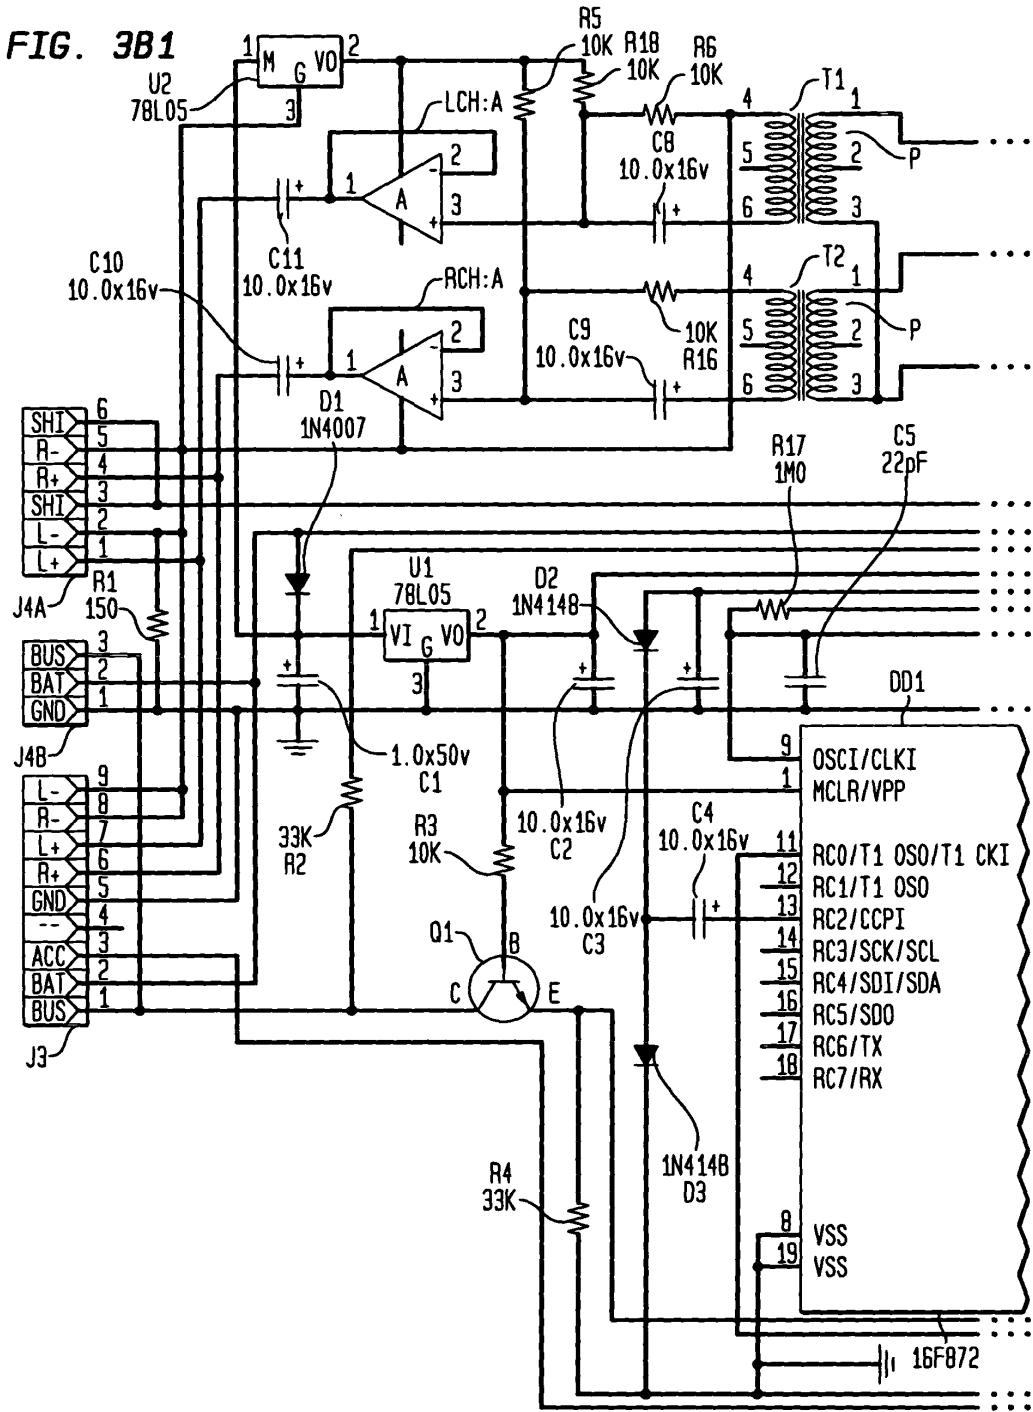 FIG. 3B1
1 M VO 2
G
3
U2
78L05
R5
10K
R18
10K
R6
10K
LCH:A
2
1 A
3
- +
C8
10.0x16v
+
4 T1 1
5 2 P
6 3
C11
10.0x16v
+
C10
10.0x16v
+
RCH:A
2
1 A
3
- +
C9
10.0x16v
+
10K
R16
4 T2 1
5 2 P
6 3
D1
1N4007
SHI 6
R- 5
R+ 4
SHI 3
L- 2
L+ 1
J4A
R1
150
R17
1M0
C5
22pF
U1
78L05
1 VI VO 2
G
3
D2
1N4148
BUS 3
BAT 2
GND 1
J4B
+
1.0x50v
C1
+
10.0x16v
C2
+
10.0x16v
C3
C4
10.0x16v
+
33K
R2
R3
10K
L- 9
R- 8
L+ 7
R+ 6
GND 5
-- 4
ACC 3
BAT 2
BUS 1
J3
Q1
B
C E
DD1
9 OSCI/CLKI
1 MCLR/VPP
11 RC0/T1 OSO/T1 CKI
12 RC1/T1 OSO
13 RC2/CCPI
14 RC3/SCK/SCL
15 RC4/SDI/SDA
16 RC5/SDO
17 RC6/TX
18 RC7/RX
1N4148
D3
R4
33K
8 VSS
19 VSS
16F872